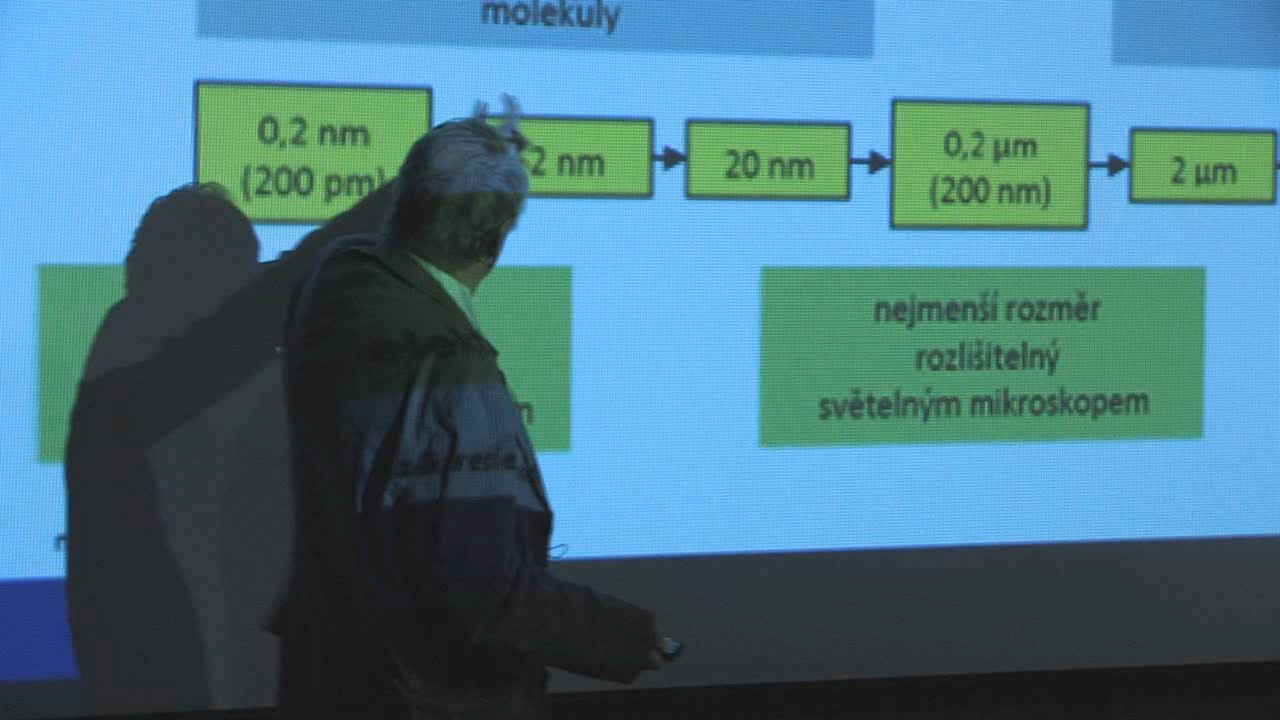 molekuly
0,2 nm
(200 pm)
2 nm
20 nm
0,2 µm
(200 nm)
2 µm
nejmenší rozměr
rozlišitelný
světelným mikroskopem